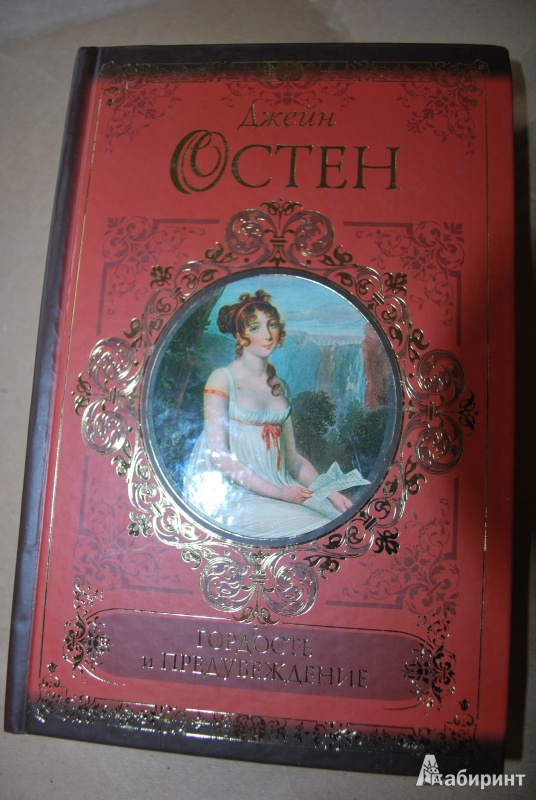 Джейн
ОСТЕН
ГОРДОСТЬ
и ПРЕДУБЕЖДЕНИЕ
Лабиринт